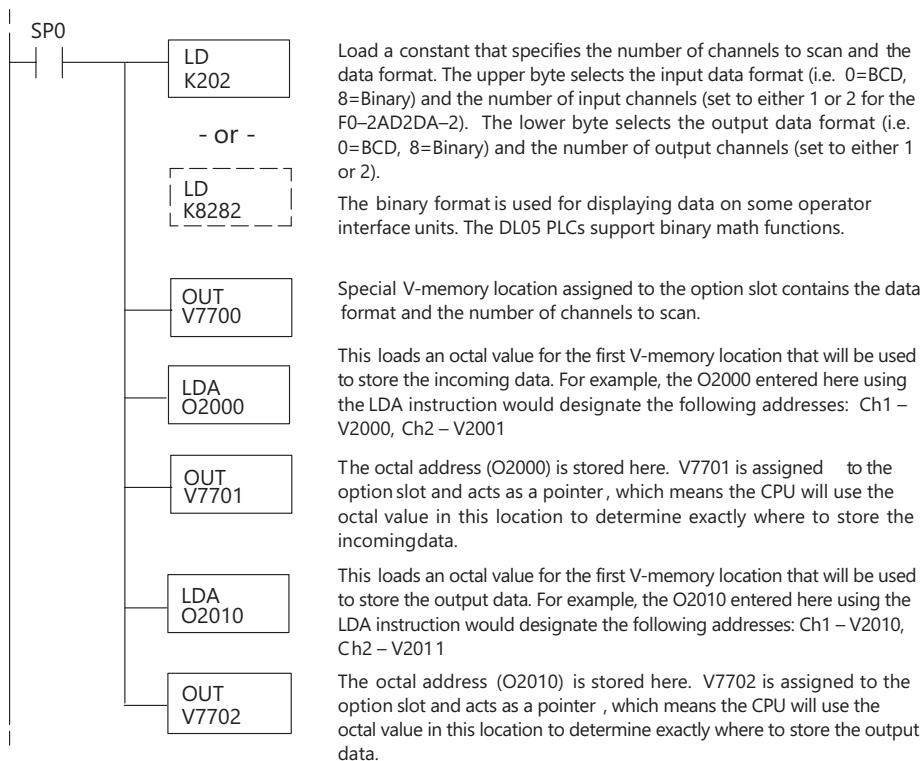 SP0
LD
K202
Load a constant that specifies the number of channels to scan and the
data format. The upper byte selects the input data format (i.e. 0=BCD,
8=Binary) and the number of input channels (set to either 1 or 2 for the
F0–2AD2DA–2). The lower byte selects the output data format (i.e.
0=BCD, 8=Binary) and the number of output channels (set to either 1
or 2).
- or -
LD
K8282
The binary format is used for displaying data on some operator
interface units. The DL05 PLCs support binary math functions.
OUT
V7700
Special V-memory location assigned to the option slot contains the data
format and the number of channels to scan.
LDA
O2000
This loads an octal value for the first V-memory location that will be used
to store the incoming data. For example, the O2000 entered here using
the LDA instruction would designate the following addresses: Ch1 –
V2000, Ch2 – V2001
OUT
V7701
The octal address (O2000) is stored here. V7701 is assigned to the
option slot and acts as a pointer , which means the CPU will use the
octal value in this location to determine exactly where to store the
incomingdata.
LDA
O2010
This loads an octal value for the first V-memory location that will be used
to store the output data. For example, the O2010 entered here using the
LDA instruction would designate the following addresses: Ch1 – V2010,
Ch2 – V2011
OUT
V7702
The octal address (O2010) is stored here. V7702 is assigned to the
option slot and acts as a pointer , which means the CPU will use the
octal value in this location to determine exactly where to store the output
data.